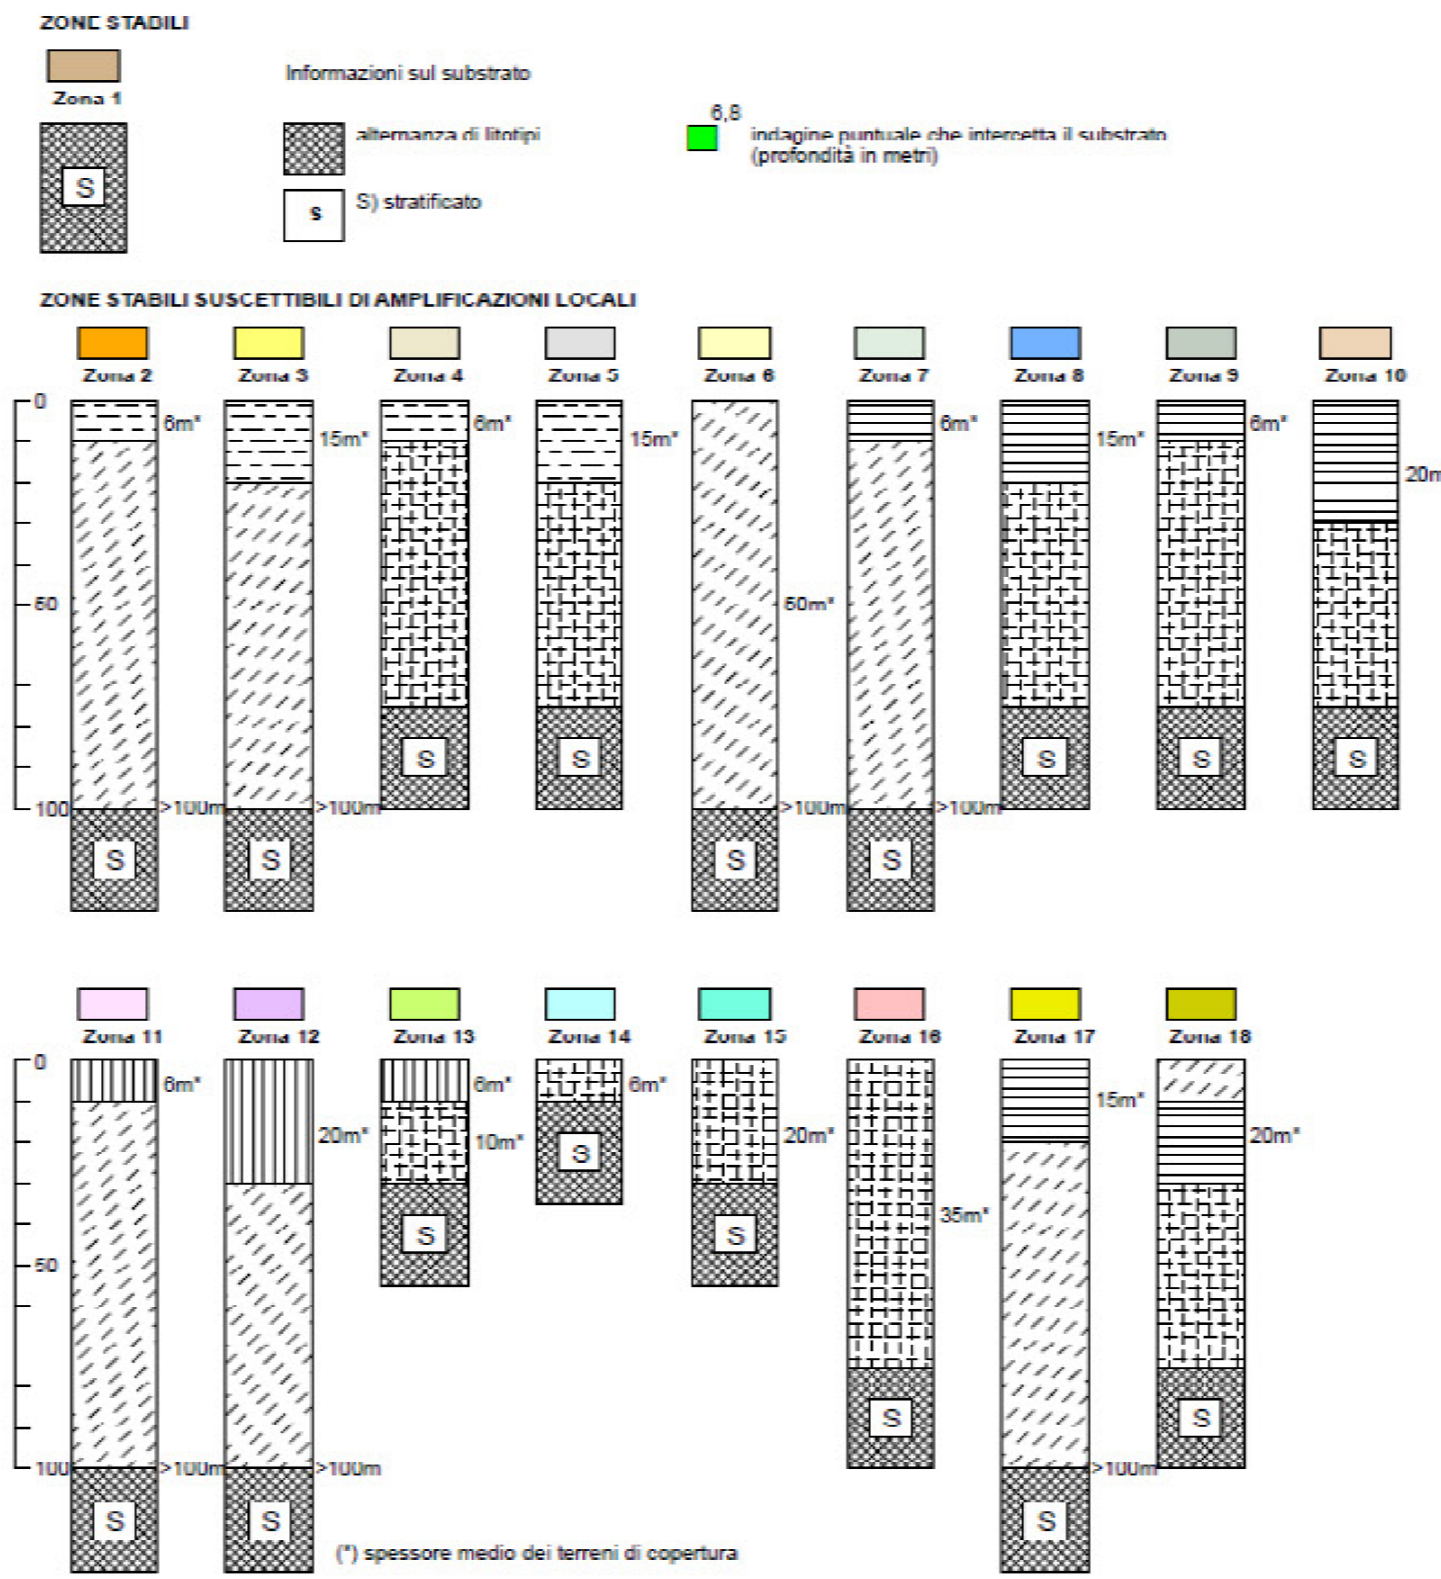 ZONE STABILI
Zona 1
S
Informazioni sul substrato
alternanza di litotipi
s
S) stratificato
6,8
indagine puntuale che intercetta il substrato
(profondità in metri)
ZONE STABILI SUSCETTIBILI DI AMPLIFICAZIONI LOCALI
Zona 2 Zona 3 Zona 4 Zona 5 Zona 6 Zona 7 Zona 8 Zona 9 Zona 10
0
6m* 15m* 6m* 15m* 6m* 15m* 6m* 20m
50
60m*
S S S S S
100 >100m >100m >100m >100m
S S S S
Zona 11 Zona 12 Zona 13 Zona 14 Zona 15 Zona 16 Zona 17 Zona 18
0
6m* 20m* 6m* 6m* 20m* 35m* 15m* 20m*
10m*
S S S
50
S S
100 >100m >100m >100m
S S S
(*) spessore medio dei terreni di copertura